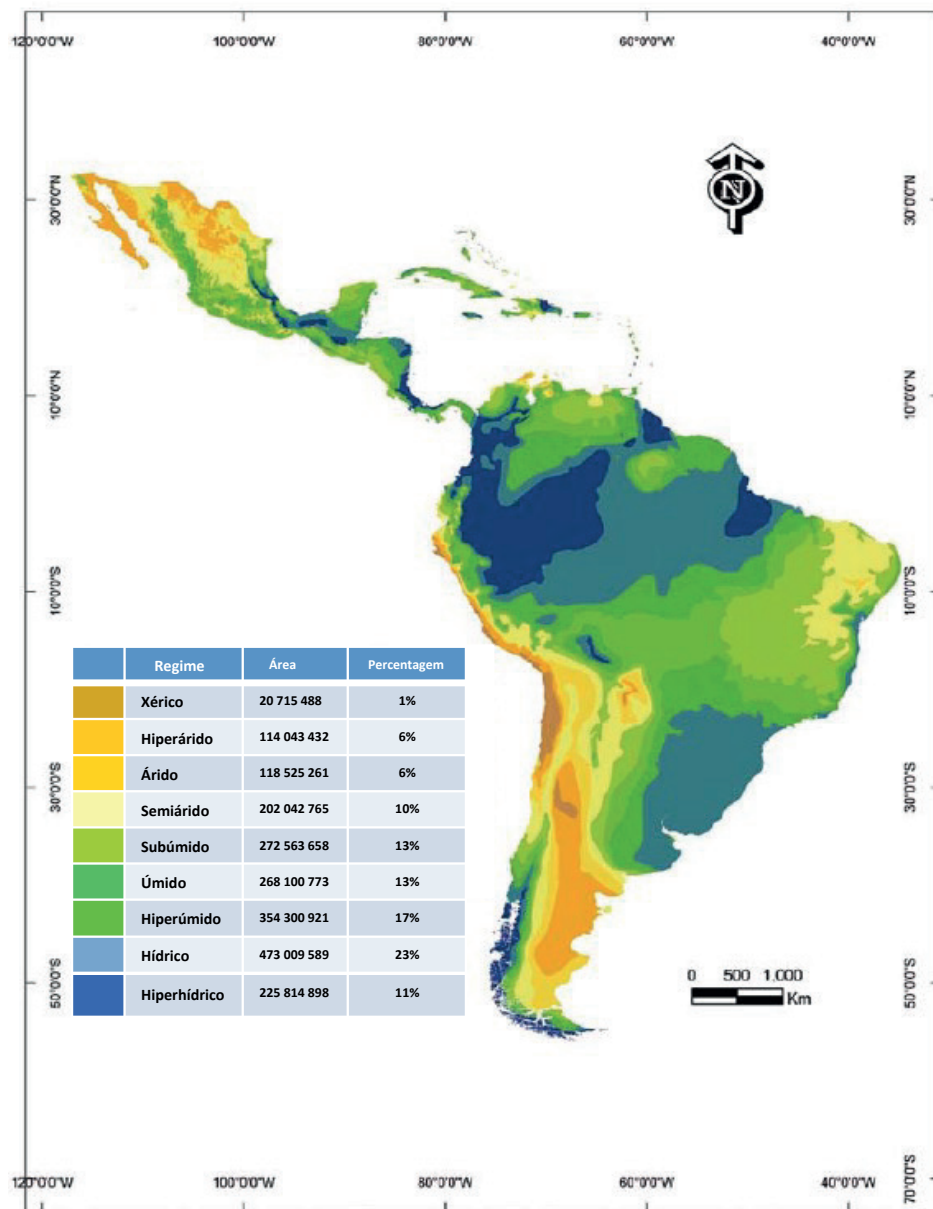 120°0'0"W 100°0'0"W 80°0'0"W 60°0'0"W 40°0'0"W
N
30°0'0"N 30°0'0"N
10°0'0"N 10°0'0"N
10°0'0"S 10°0'0"S
30°0'0"S 30°0'0"S
50°0'0"S 50°0'0"S
70°0'0"S
Regime Área Percentagem
Xérico 20 715 488 1%
Hiperárido 114 043 432 6%
Árido 118 525 261 6%
Semiárido 202 042 765 10%
Subúmido 272 563 658 13%
Úmido 268 100 773 13%
Hiperúmido 354 300 921 17%
Hídrico 473 009 589 23%
Hiperhídrico 225 814 898 11%
0 500 1.000
Km
120°0'0"W 100°0'0"W 80°0'0"W 60°0'0"W 40°0'0"W